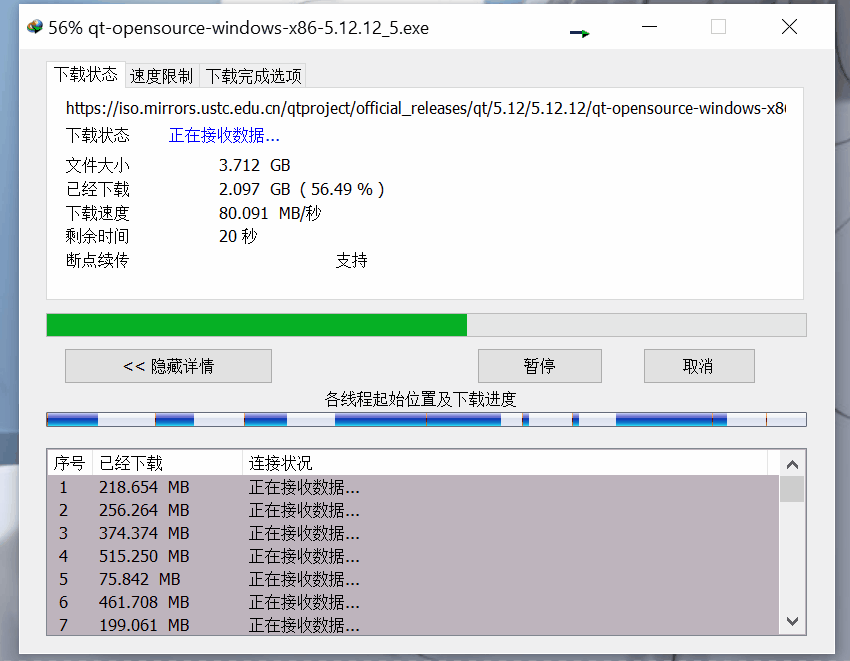 56% qt-opensource-windows-x86-5.12.12_5.exe
下载状态 速度限制 下载完成选项
https://iso.mirrors.ustc.edu.cn/qtproject/official_releases/qt/5.12/5.12.12/qt-opensource-windows-x8
下载状态 正在接收数据...
文件大小 3.712 GB
已经下载 2.097 GB ( 56.49 % )
下载速度 80.091 MB/秒
剩余时间 20 秒
断点续传 支持
<< 隐藏详情 暂停 取消
各线程起始位置及下载进度
序号 已经下载 连接状况
1 218.654 MB 正在接收数据...
2 256.264 MB 正在接收数据...
3 374.374 MB 正在接收数据...
4 515.250 MB 正在接收数据...
5 75.842 MB 正在接收数据...
6 461.708 MB 正在接收数据...
7 199.061 MB 正在接收数据...